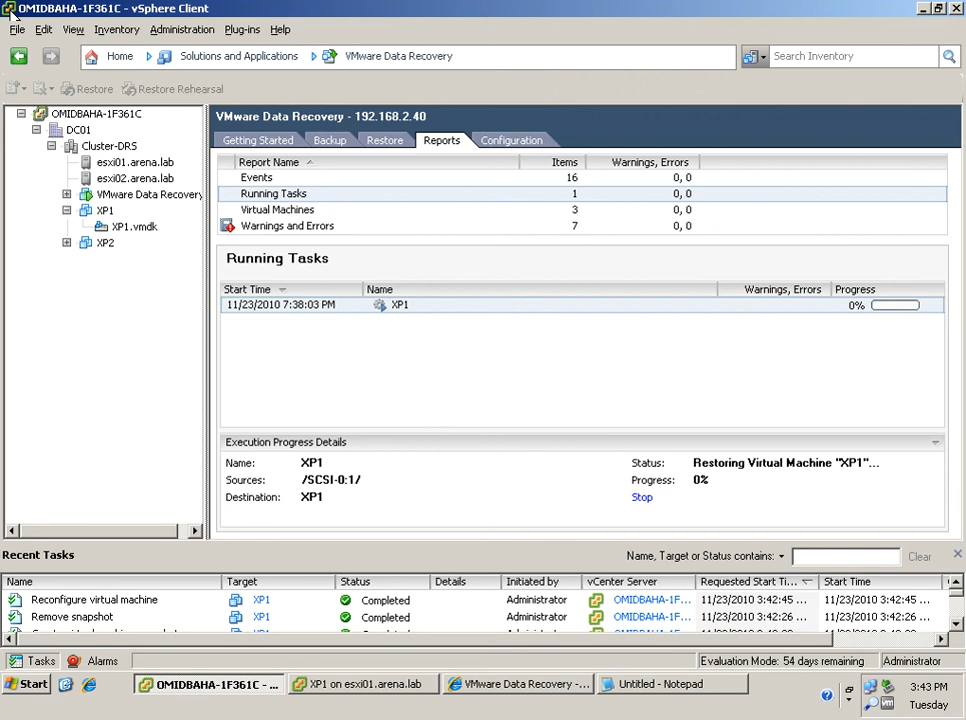 OMIDBAHA-1F361C - vSphere Client
File Edit View Inventory Administration Plug-ins Help
Home Solutions and Applications VMware Data Recovery Search Inventory
Restore Restore Rehearsal
OMIDBAHA-1F361C
DC01
Cluster-DRS
esxi01.arena.lab
esxi02.arena.lab
VMware Data Recovery
XP1
XP1.vmdk
XP2
VMware Data Recovery - 192.168.2.40
Getting Started Backup Restore Reports Configuration
Report Name Items Warnings, Errors
Events 16 0, 0
Running Tasks 1 0, 0
Virtual Machines 3 0, 0
Warnings and Errors 7 0, 0
Running Tasks
Start Time Name Warnings, Errors Progress
11/23/2010 7:38:03 PM XP1 0%
Execution Progress Details
Name: XP1 Status: Restoring Virtual Machine "XP1"...
Sources: /SCSI-0:1/ Progress: 0%
Destination: XP1 Stop
Recent Tasks Name, Target or Status contains: Clear
Name Target Status Details Initiated by vCenter Server Requested Start Ti... Start Time
Reconfigure virtual machine XP1 Completed Administrator OMIDBAHA-1F... 11/23/2010 3:42:45 ... 11/23/2010 3:42:45 ...
Remove snapshot XP1 Completed Administrator OMIDBAHA-1F... 11/23/2010 3:42:26 ... 11/23/2010 3:42:26 ...
Tasks Alarms Evaluation Mode: 54 days remaining Administrator
Start OMIDBAHA-1F361C - ... XP1 on esxi01.arena.lab VMware Data Recovery -... Untitled - Notepad 3:43 PM
Tuesday